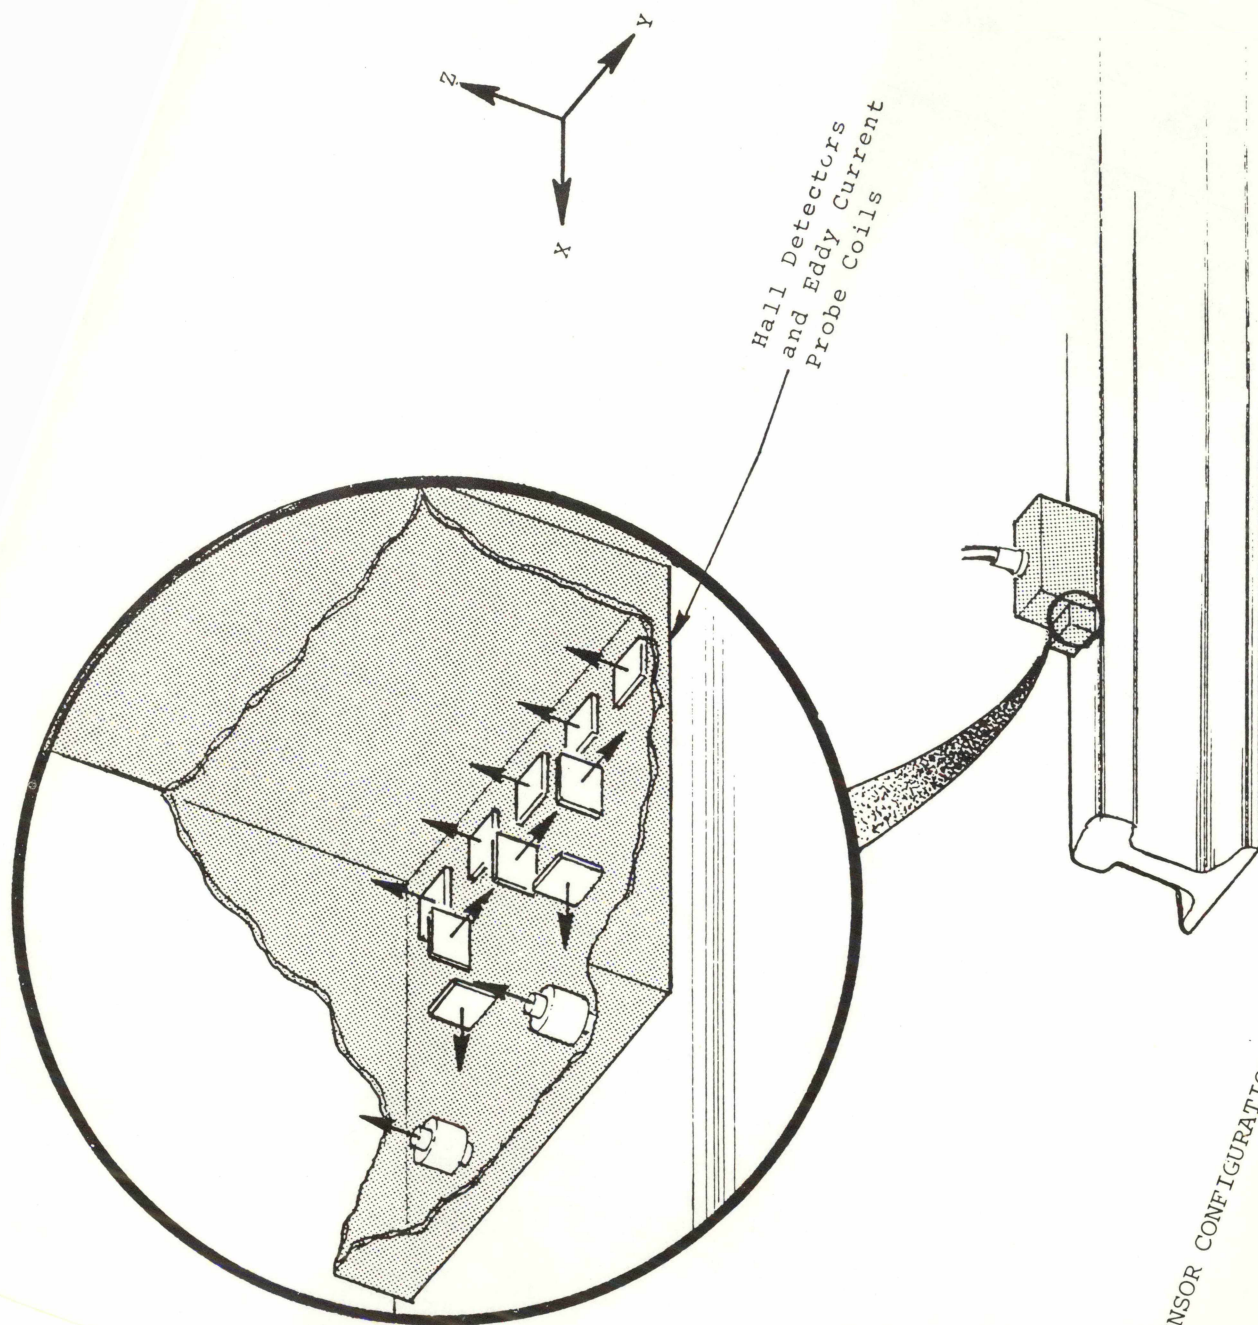 Z
Y
X
Hall Detectors
and Eddy Current
Probe Coils
NSOR CONFIGURATIO